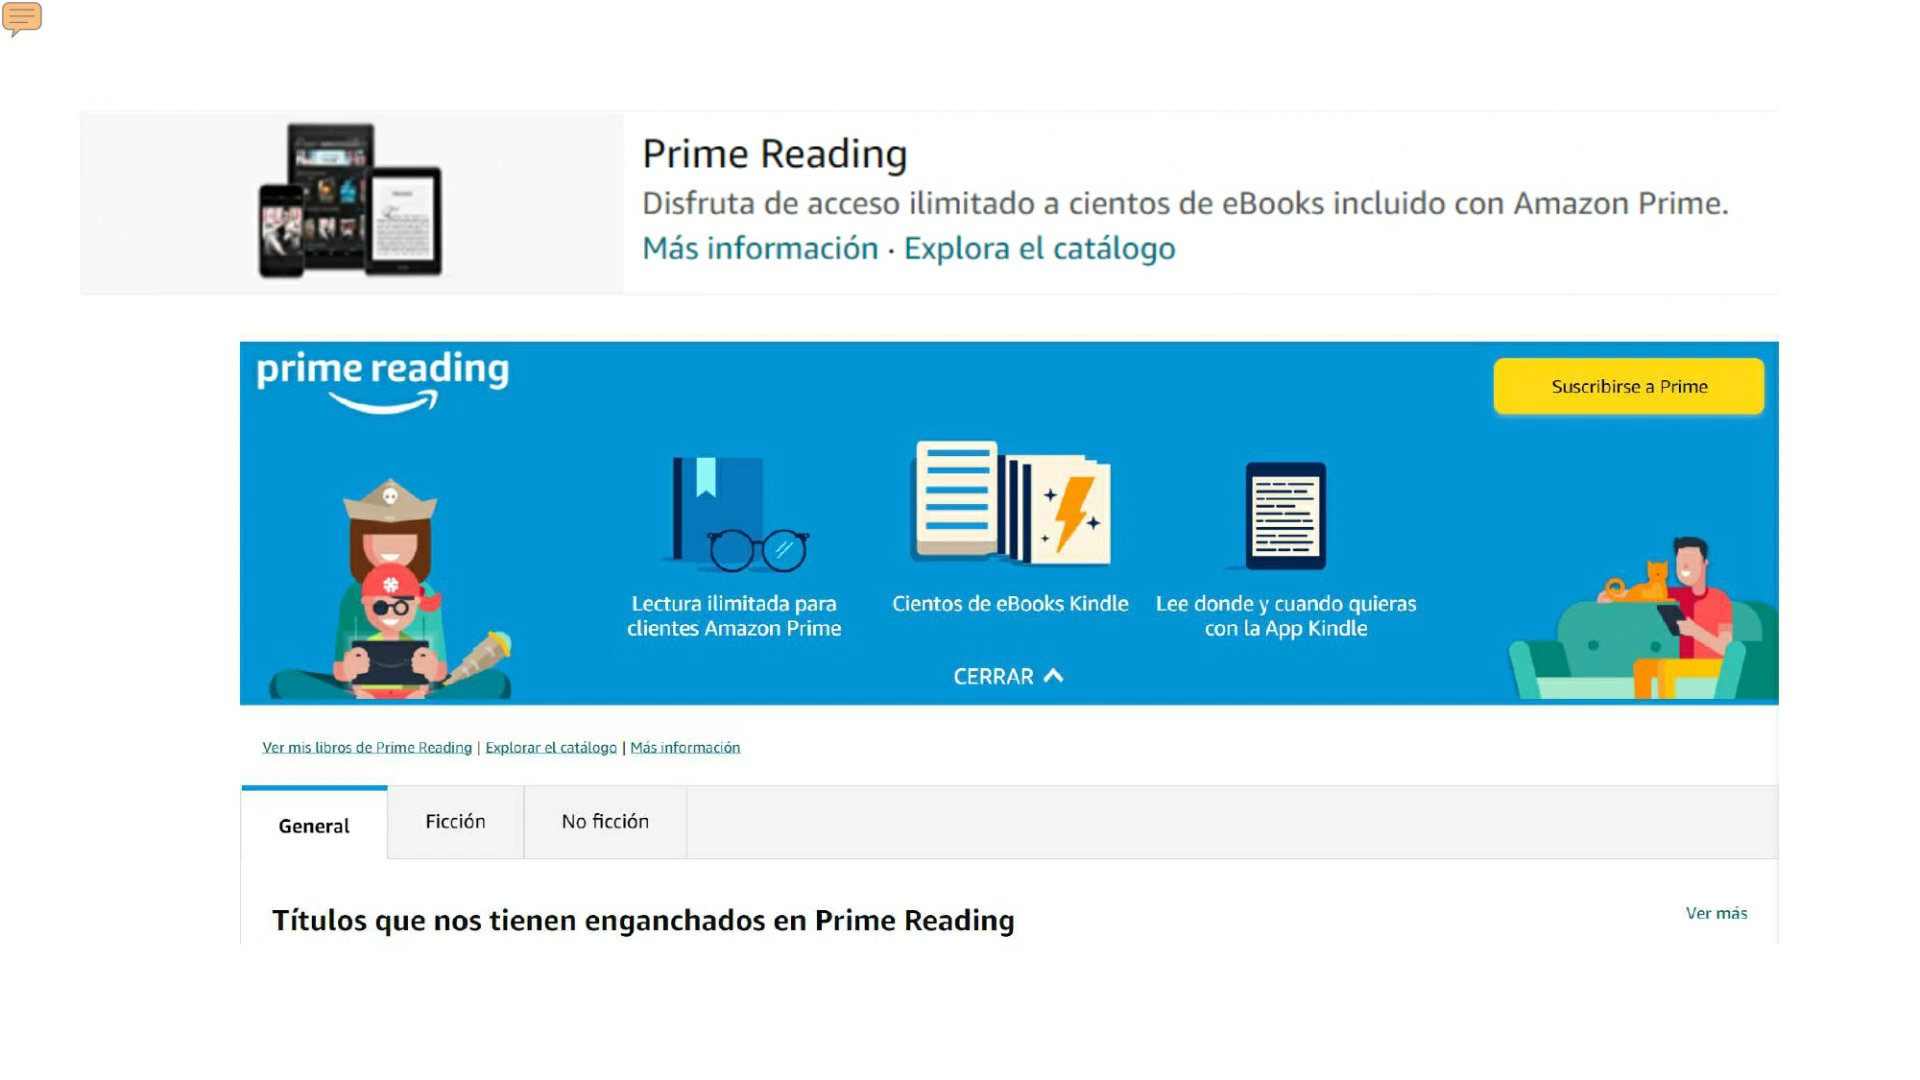 Prime Reading
Disfruta de acceso ilimitado a cientos de eBooks incluido con Amazon Prime.
Más información · Explora el catálogo
prime reading
Suscribirse a Prime
Lectura ilimitada para
clientes Amazon Prime
Cientos de eBooks Kindle
Lee donde y cuando quieras
con la App Kindle
CERRAR
Ver mis libros de Prime Reading | Explorar el catálogo | Más información
General
Ficción
No ficción
Títulos que nos tienen enganchados en Prime Reading
Ver más